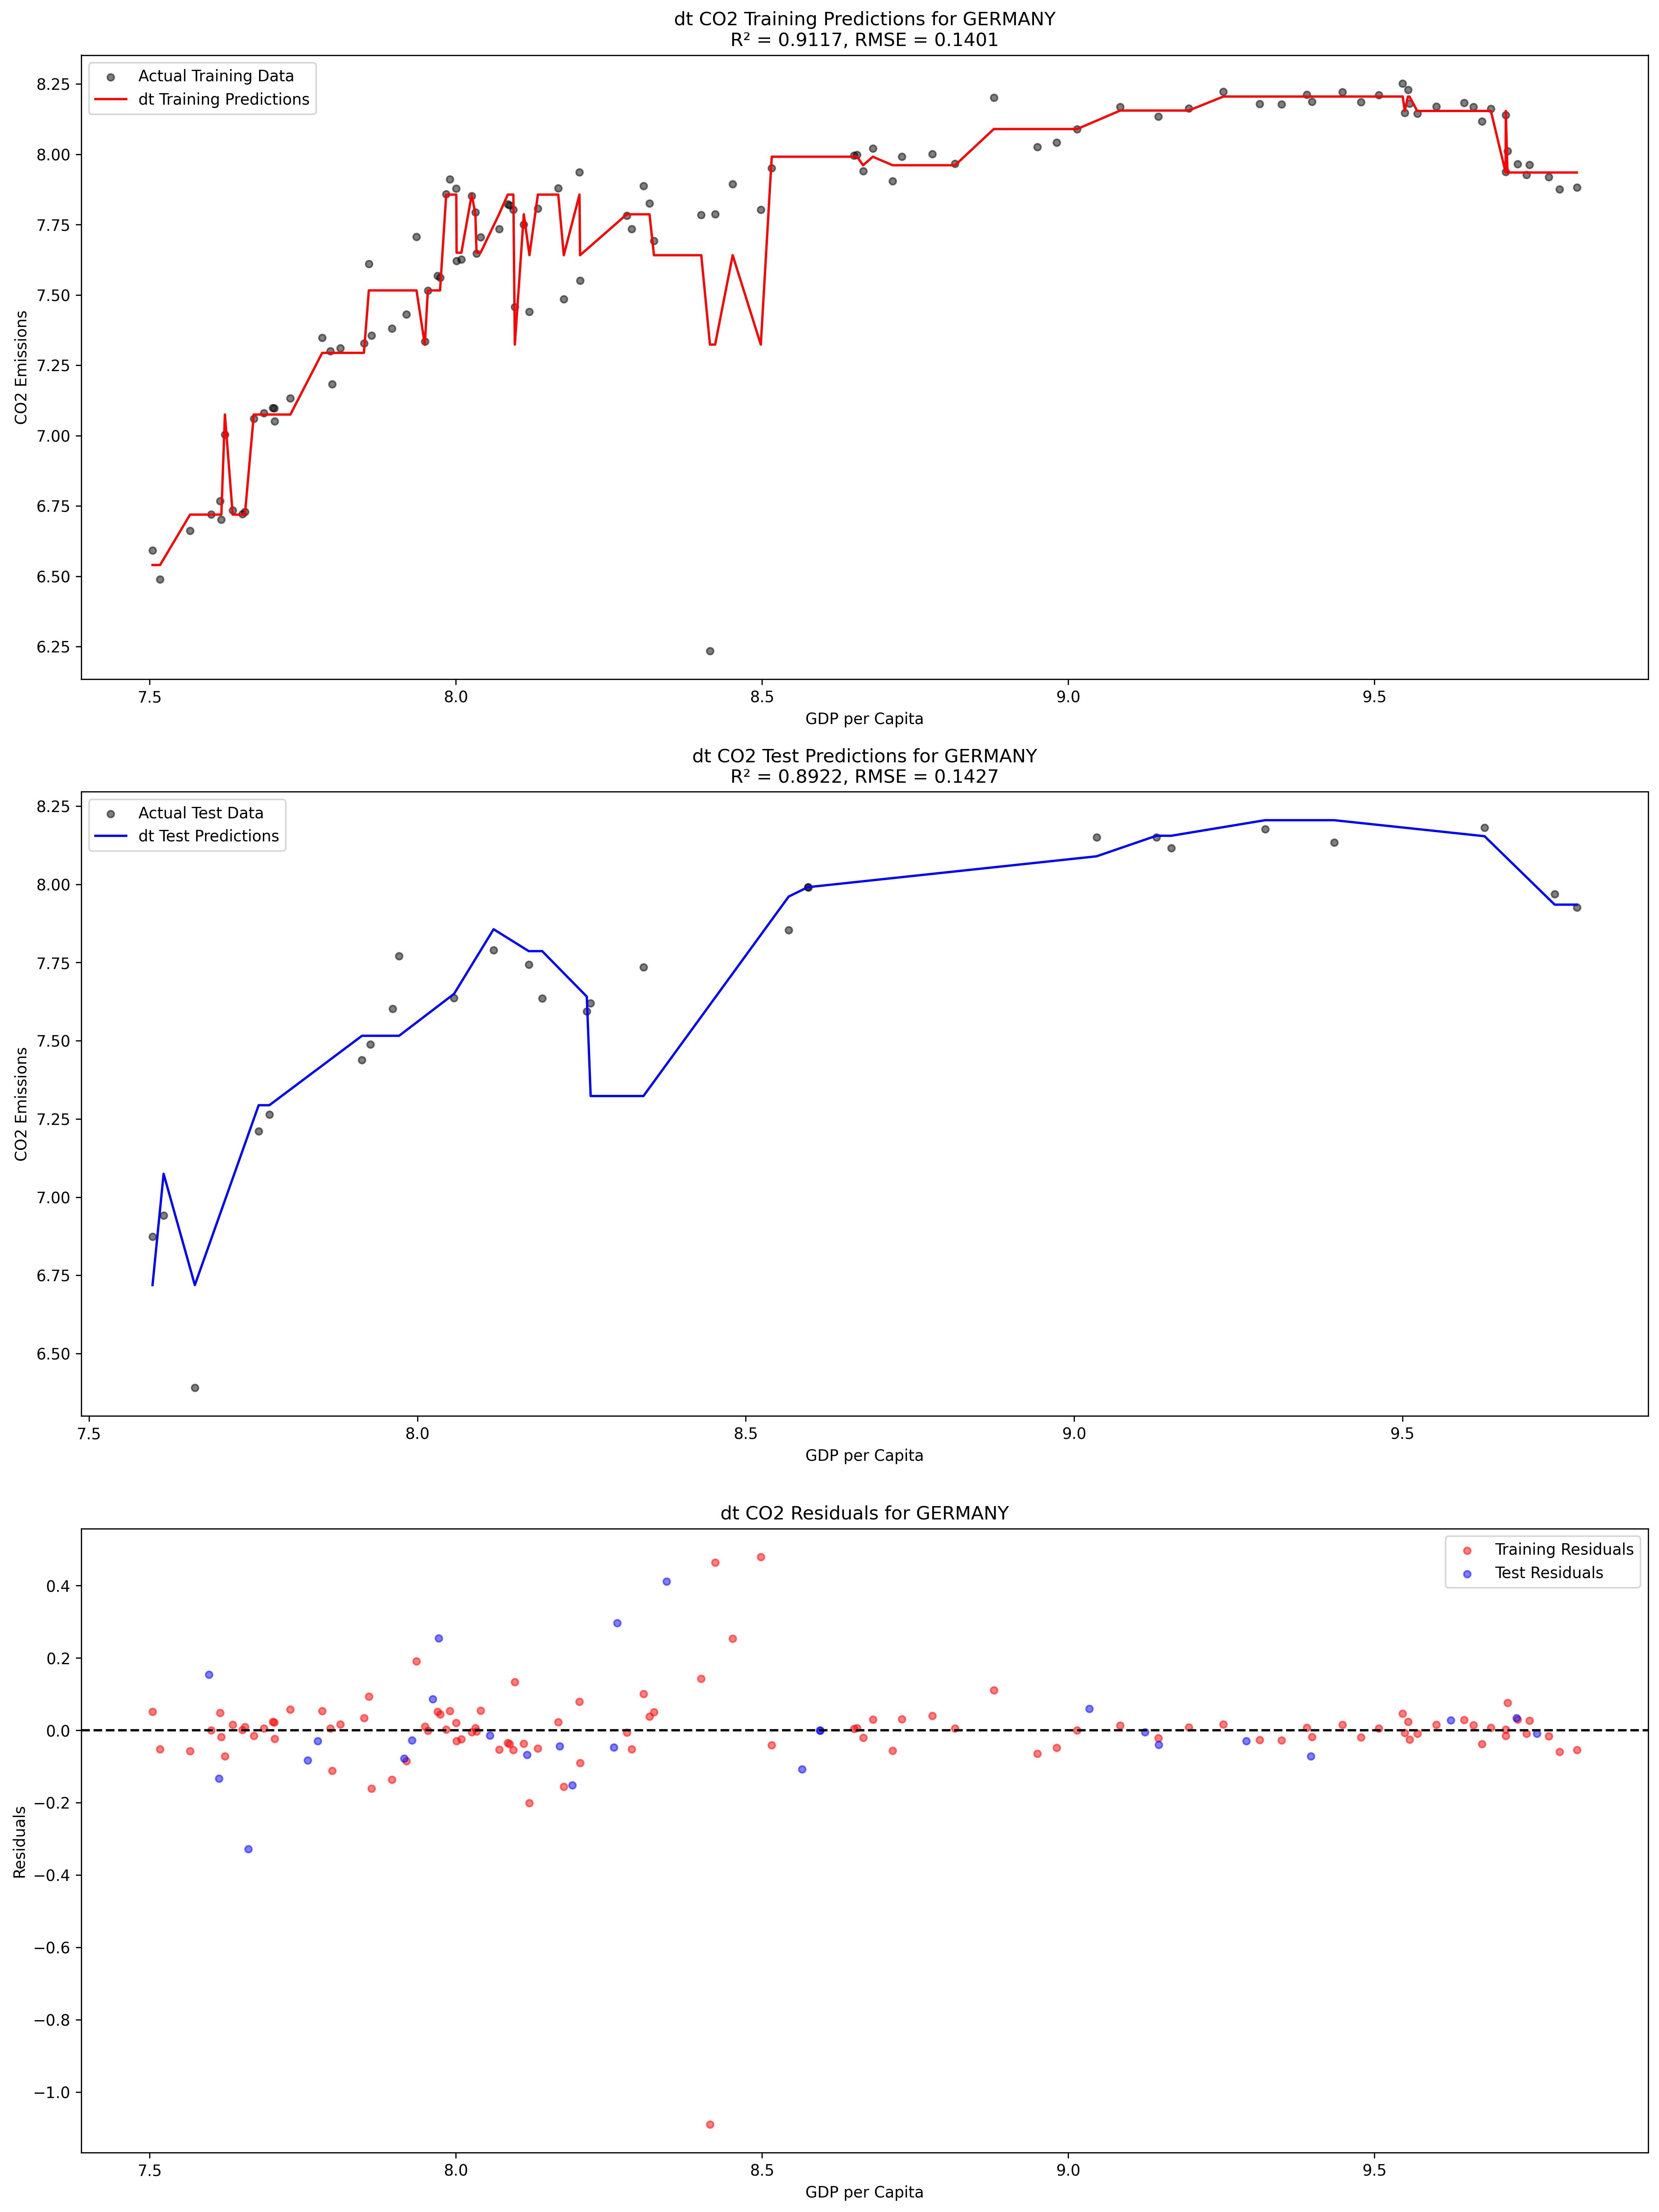 dt CO2 Training Predictions for GERMANY
R² = 0.9117, RMSE = 0.1401
Actual Training Data
dt Training Predictions
8.25
8.00
7.75
7.50
7.25
7.00
6.75
6.50
6.25
CO2 Emissions
7.5 8.0 8.5 9.0 9.5
GDP per Capita
dt CO2 Test Predictions for GERMANY
R² = 0.8922, RMSE = 0.1427
Actual Test Data
dt Test Predictions
8.25
8.00
7.75
7.50
7.25
7.00
6.75
6.50
CO2 Emissions
7.5 8.0 8.5 9.0 9.5
GDP per Capita
dt CO2 Residuals for GERMANY
Training Residuals
Test Residuals
0.4
0.2
0.0
−0.2
−0.4
−0.6
−0.8
−1.0
Residuals
7.5 8.0 8.5 9.0 9.5
GDP per Capita